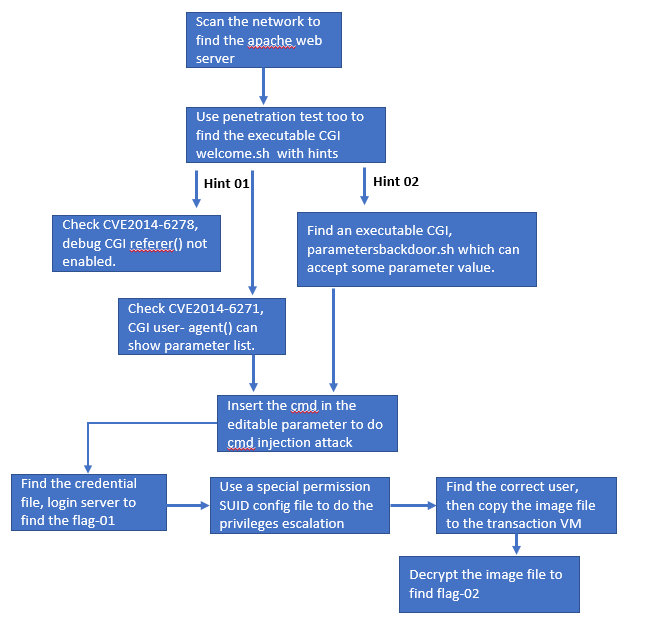 Scan the network to
find the apache web
server
Use penetration test too to
find the executable CGI
welcome.sh with hints
Hint 01
Hint 02
Check CVE2014-6278,
debug CGI referer() not
enabled.
Find an executable CGI,
parametersbackdoor.sh which can
accept some parameter value.
Check CVE2014-6271,
CGI user- agent() can
show parameter list.
Insert the cmd in the
editable parameter to do
cmd injection attack
Find the credential
file, login server to
find the flag-01
Use a special permission
SUID config file to do the
privileges escalation
Find the correct user,
then copy the image file
to the transaction VM
Decrypt the image file to
find flag-02